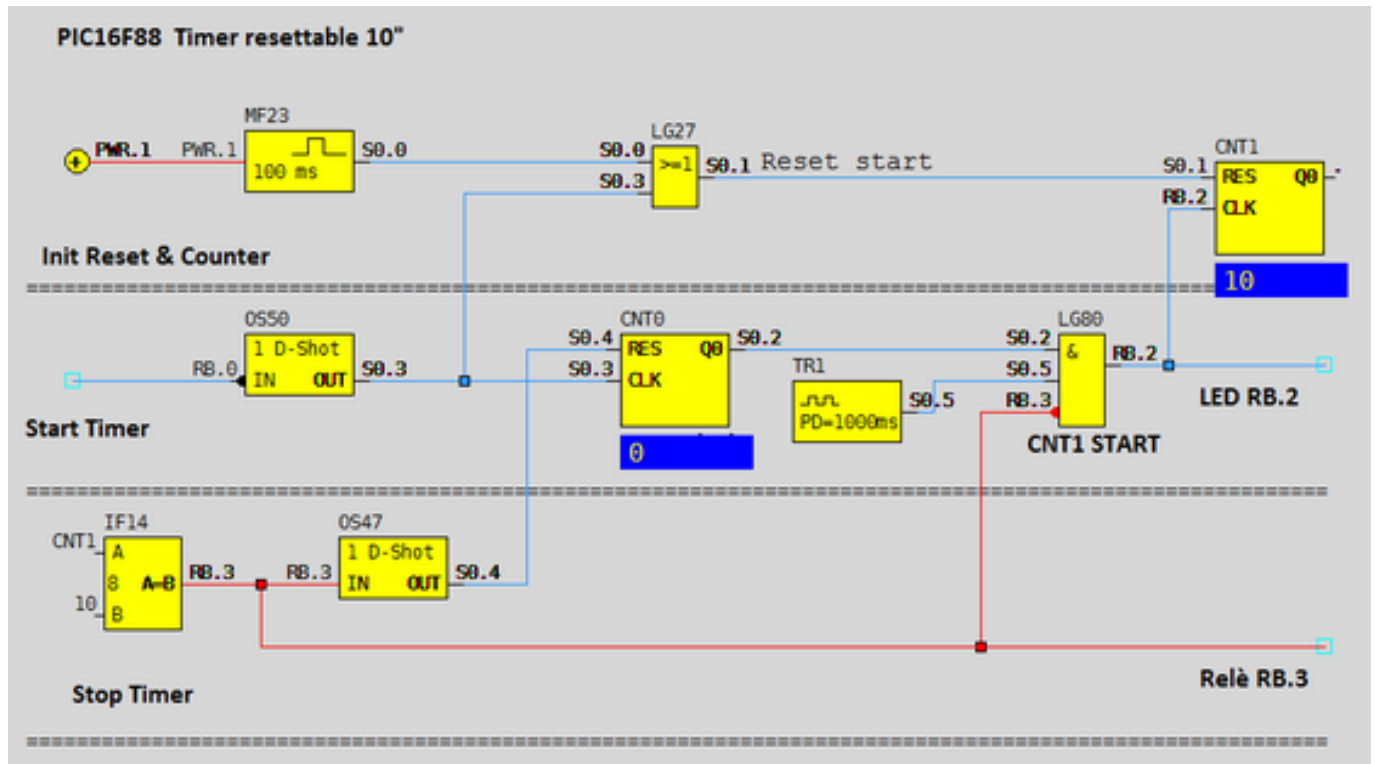 PIC16F88 Timer resettable 10"
MF23
PWR.1 PWR.1 100 ms S0.0
LG27
S0.0 >=1 S0.1 Reset start
S0.3
CNT1
S0.1 RES Q0
RB.2 CLK
10
Init Reset & Counter
OS50
1 D-Shot
RB.0 IN OUT S0.3
CNT0
S0.4 RES Q0 S0.2
S0.3 CLK
0
TR1
PD=1000ms S0.5
LG80
S0.2 & RB.2
S0.5
RB.3
CNT1 START
LED RB.2
Start Timer
IF14
CNT1 A
8 A=B RB.3
10 B
OS47
1 D-Shot
RB.3 IN OUT S0.4
Stop Timer
Relè RB.3